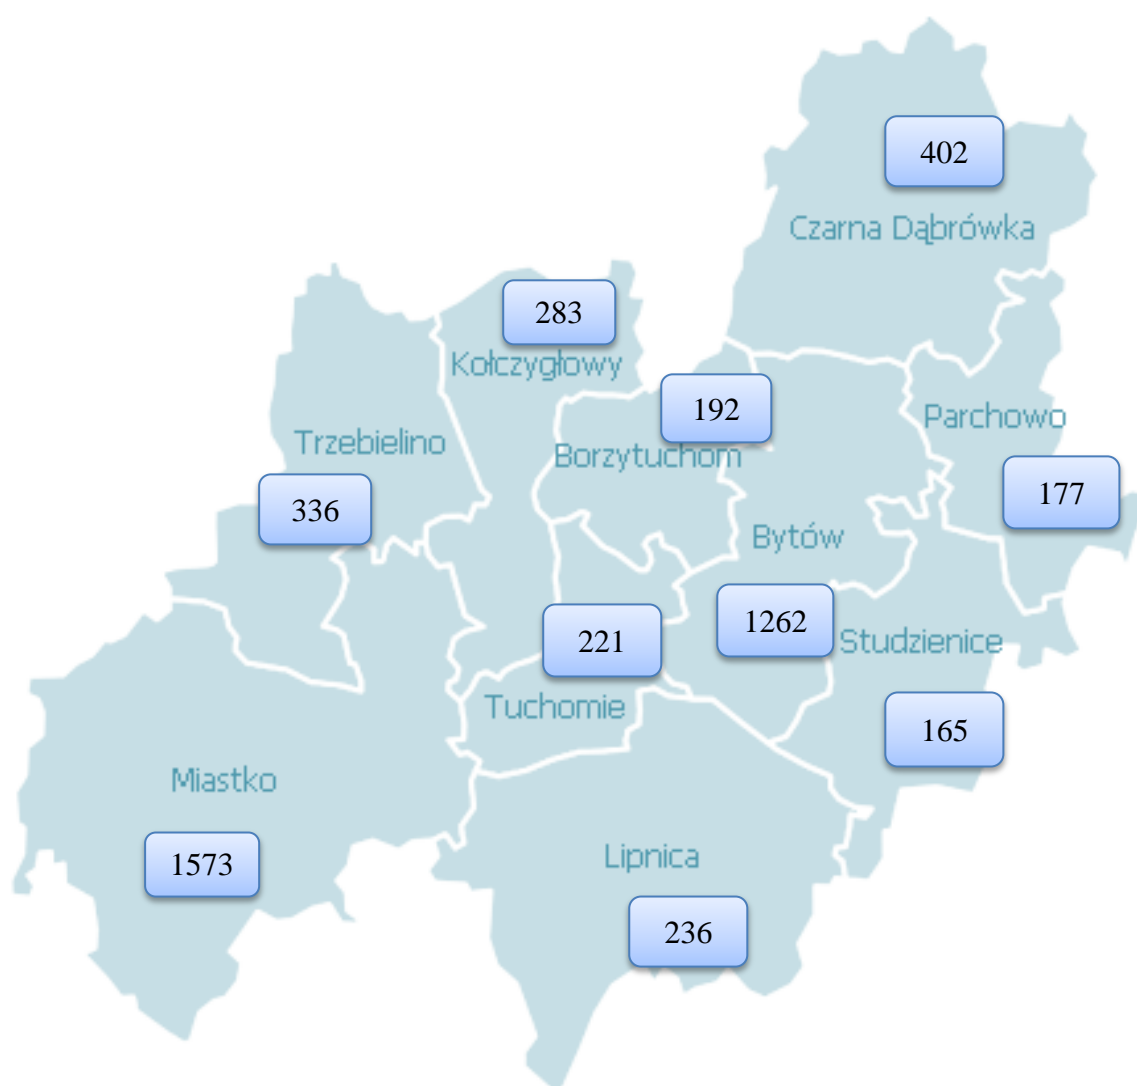 402
Czarna Dąbrówka
283
Kołczygłowy
192
Parchowo
Trzebielino
Borzytuchom
336
177
Bytów
1262
221
Studzienice
Tuchomie
165
Miastko
1573
Lipnica
236